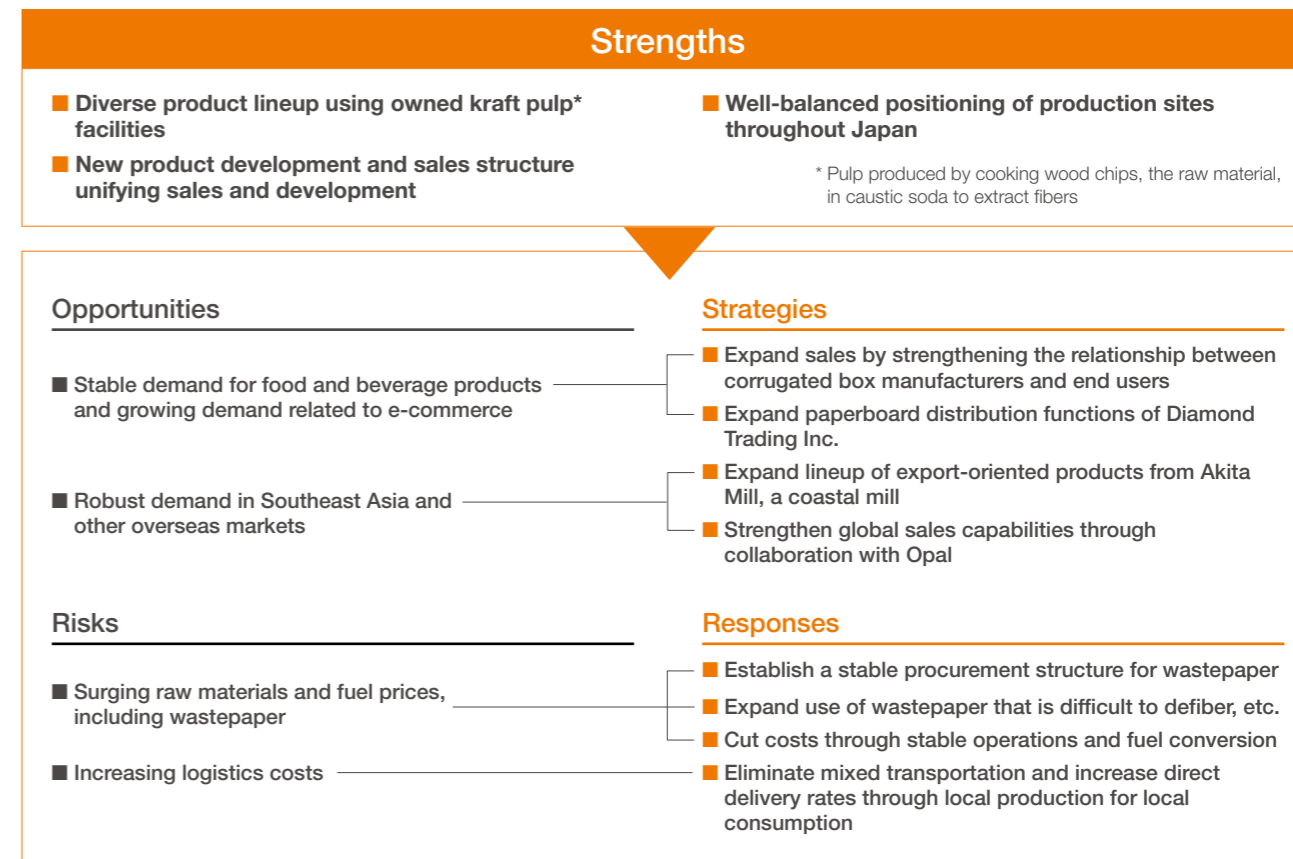 Strengths
■ Diverse product lineup using owned kraft pulp*
facilities
■ New product development and sales structure
unifying sales and development
■ Well-balanced positioning of production sites
throughout Japan
* Pulp produced by cooking wood chips, the raw material,
in caustic soda to extract fibers
Opportunities
■ Stable demand for food and beverage products
and growing demand related to e-commerce
■ Robust demand in Southeast Asia and
other overseas markets
Strategies
■ Expand sales by strengthening the relationship between
corrugated box manufacturers and end users
■ Expand paperboard distribution functions of Diamond
Trading Inc.
■ Expand lineup of export-oriented products from Akita
Mill, a coastal mill
■ Strengthen global sales capabilities through
collaboration with Opal
Risks
■ Surging raw materials and fuel prices,
including wastepaper
■ Increasing logistics costs
Responses
■ Establish a stable procurement structure for wastepaper
■ Expand use of wastepaper that is difficult to defiber, etc.
■ Cut costs through stable operations and fuel conversion
■ Eliminate mixed transportation and increase direct
delivery rates through local production for local
consumption